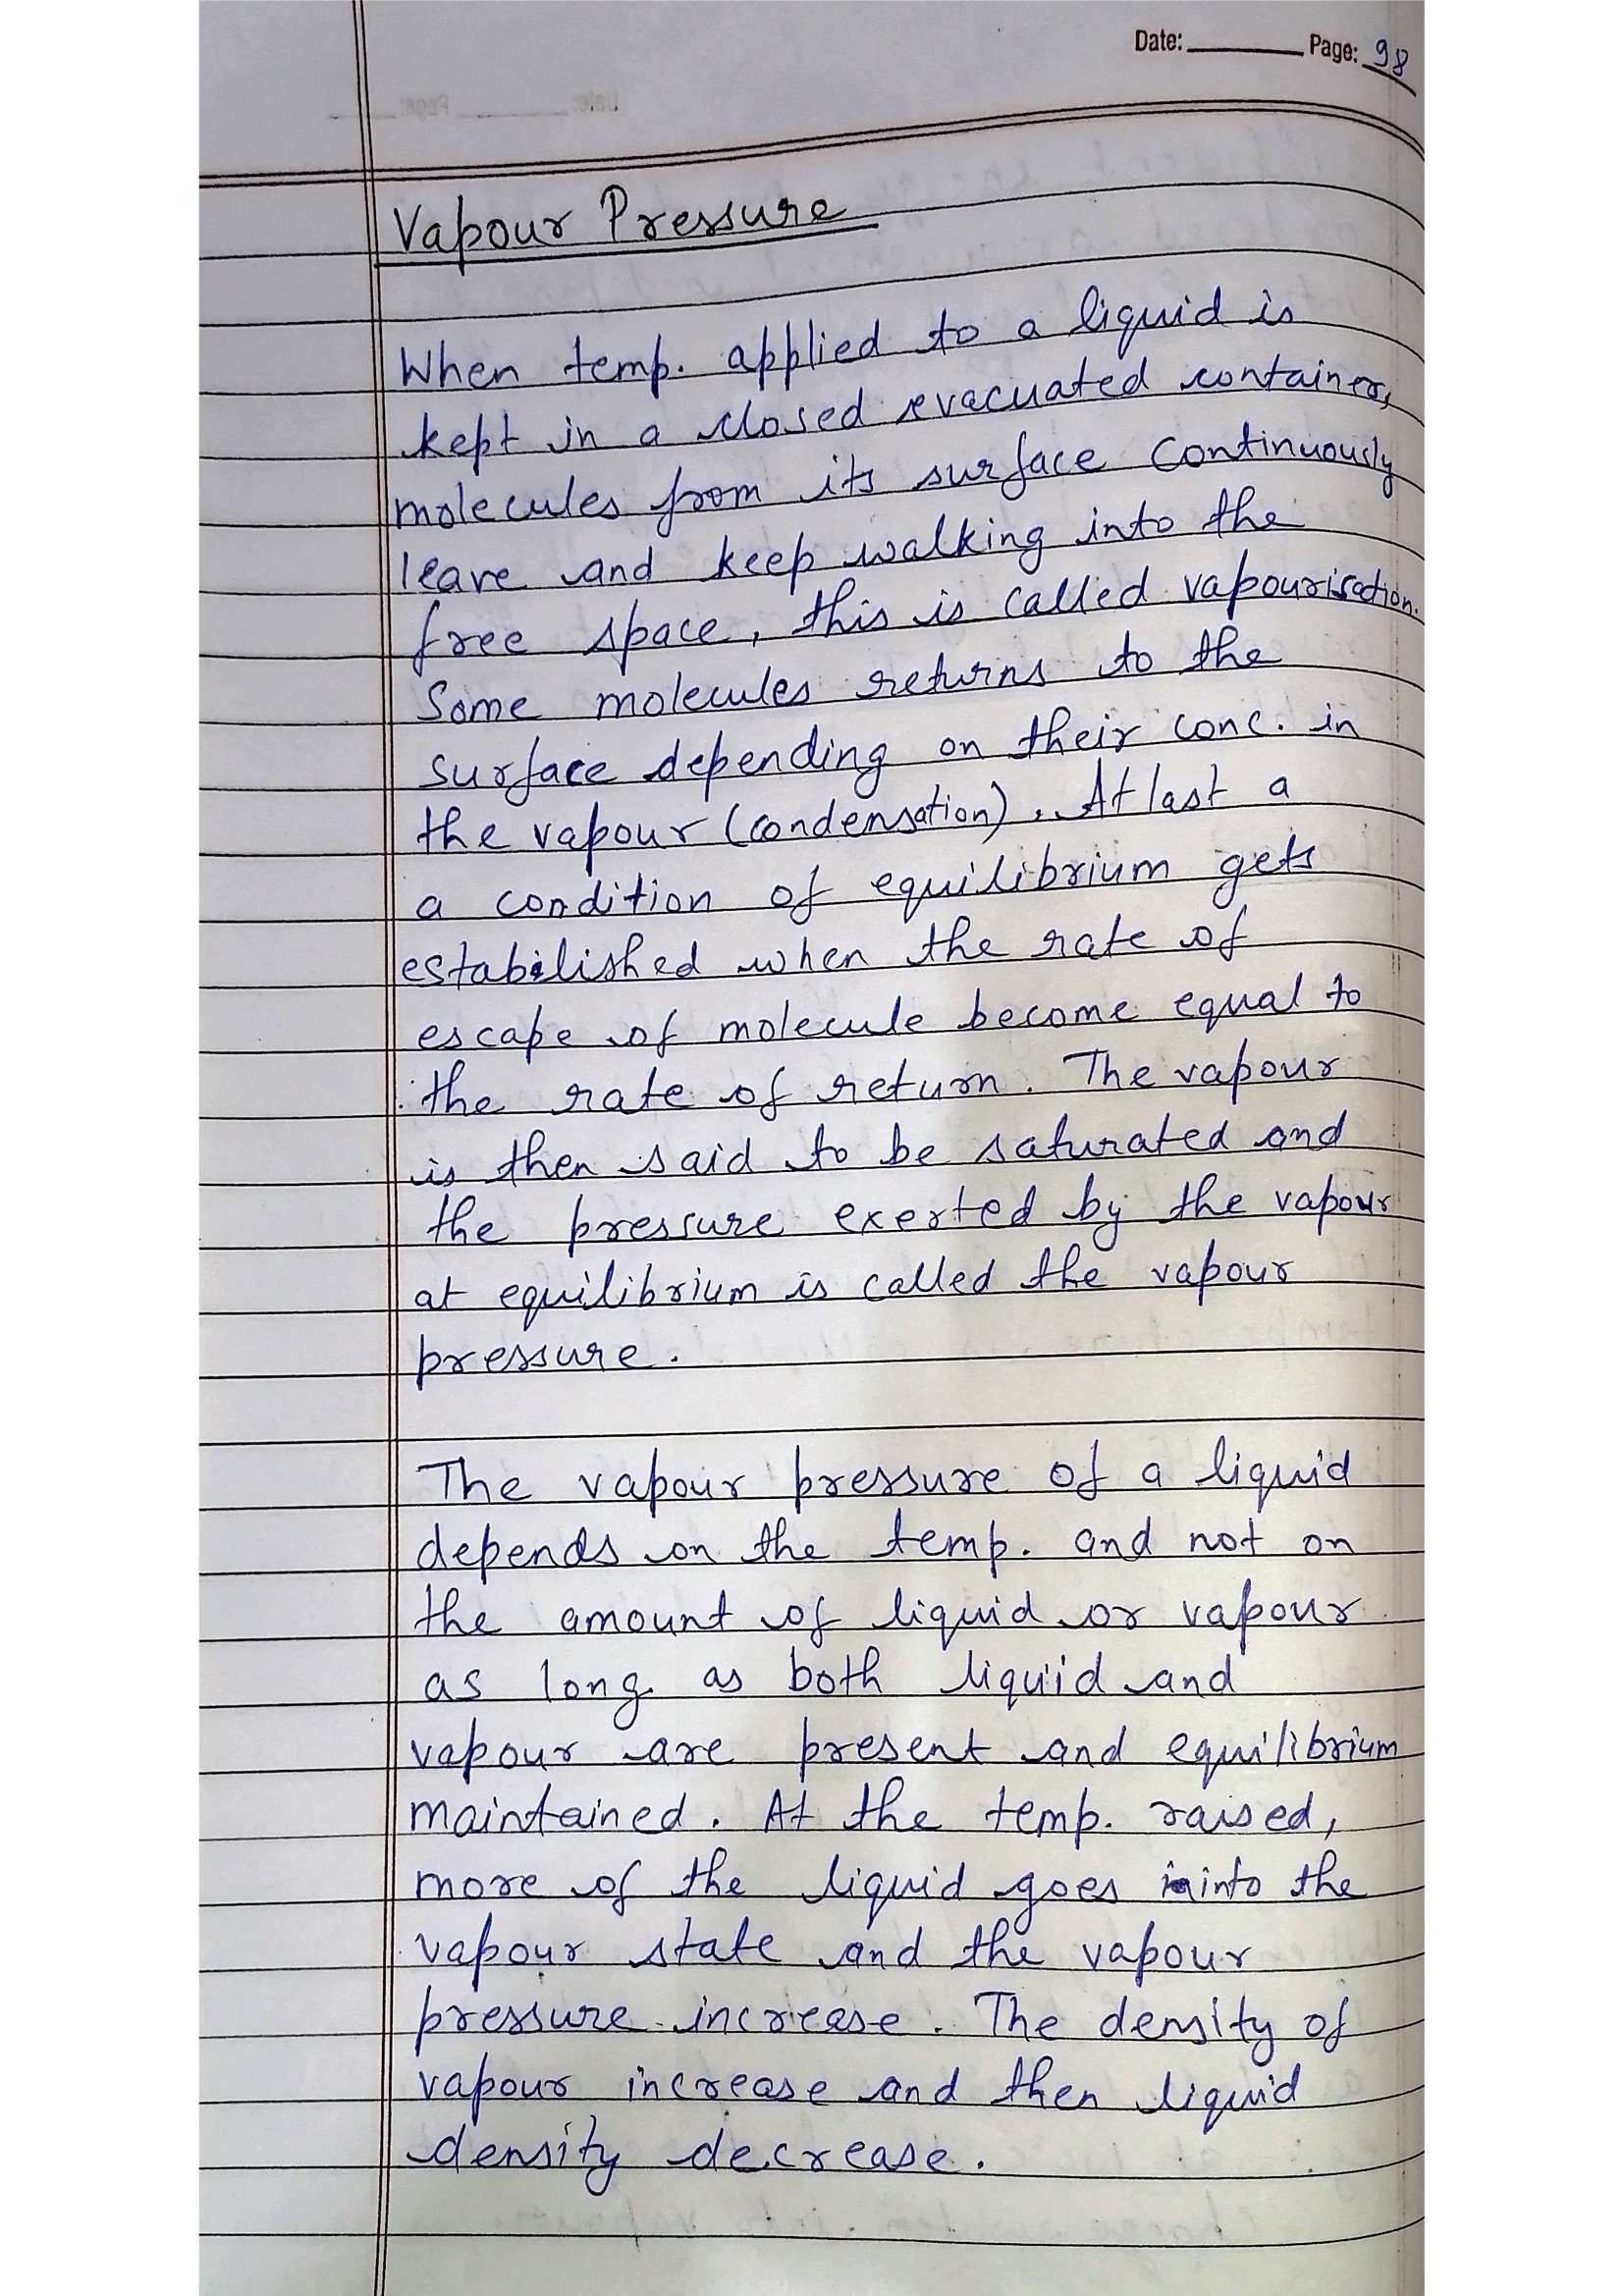 Date: Page: 98
Vapour Pressure
When temp. applied to a liquid is
kept in a closed evacuated container,
molecules from its surface continuously
leave and keep walking into the
free space, this is called vapourisation.
Some molecules returns to the
surface depending on their conc. in
the vapour (condensation). At last a
a condition of equilibrium gets
estabilished when the rate of
escape of molecule become equal to
the rate of return. The vapour
is then said to be saturated and
the pressure exerted by the vapour
at equilibrium is called the vapour
pressure.
The vapour pressure of a liquid
depends on the temp. and not on
the amount of liquid or vapour
as long as both liquid and
vapour are present and equilibrium
maintained. At the temp. raised,
more of the liquid goes into the
vapour state and the vapour
pressure increase. The density of
vapour increase and then liquid
density decrease.